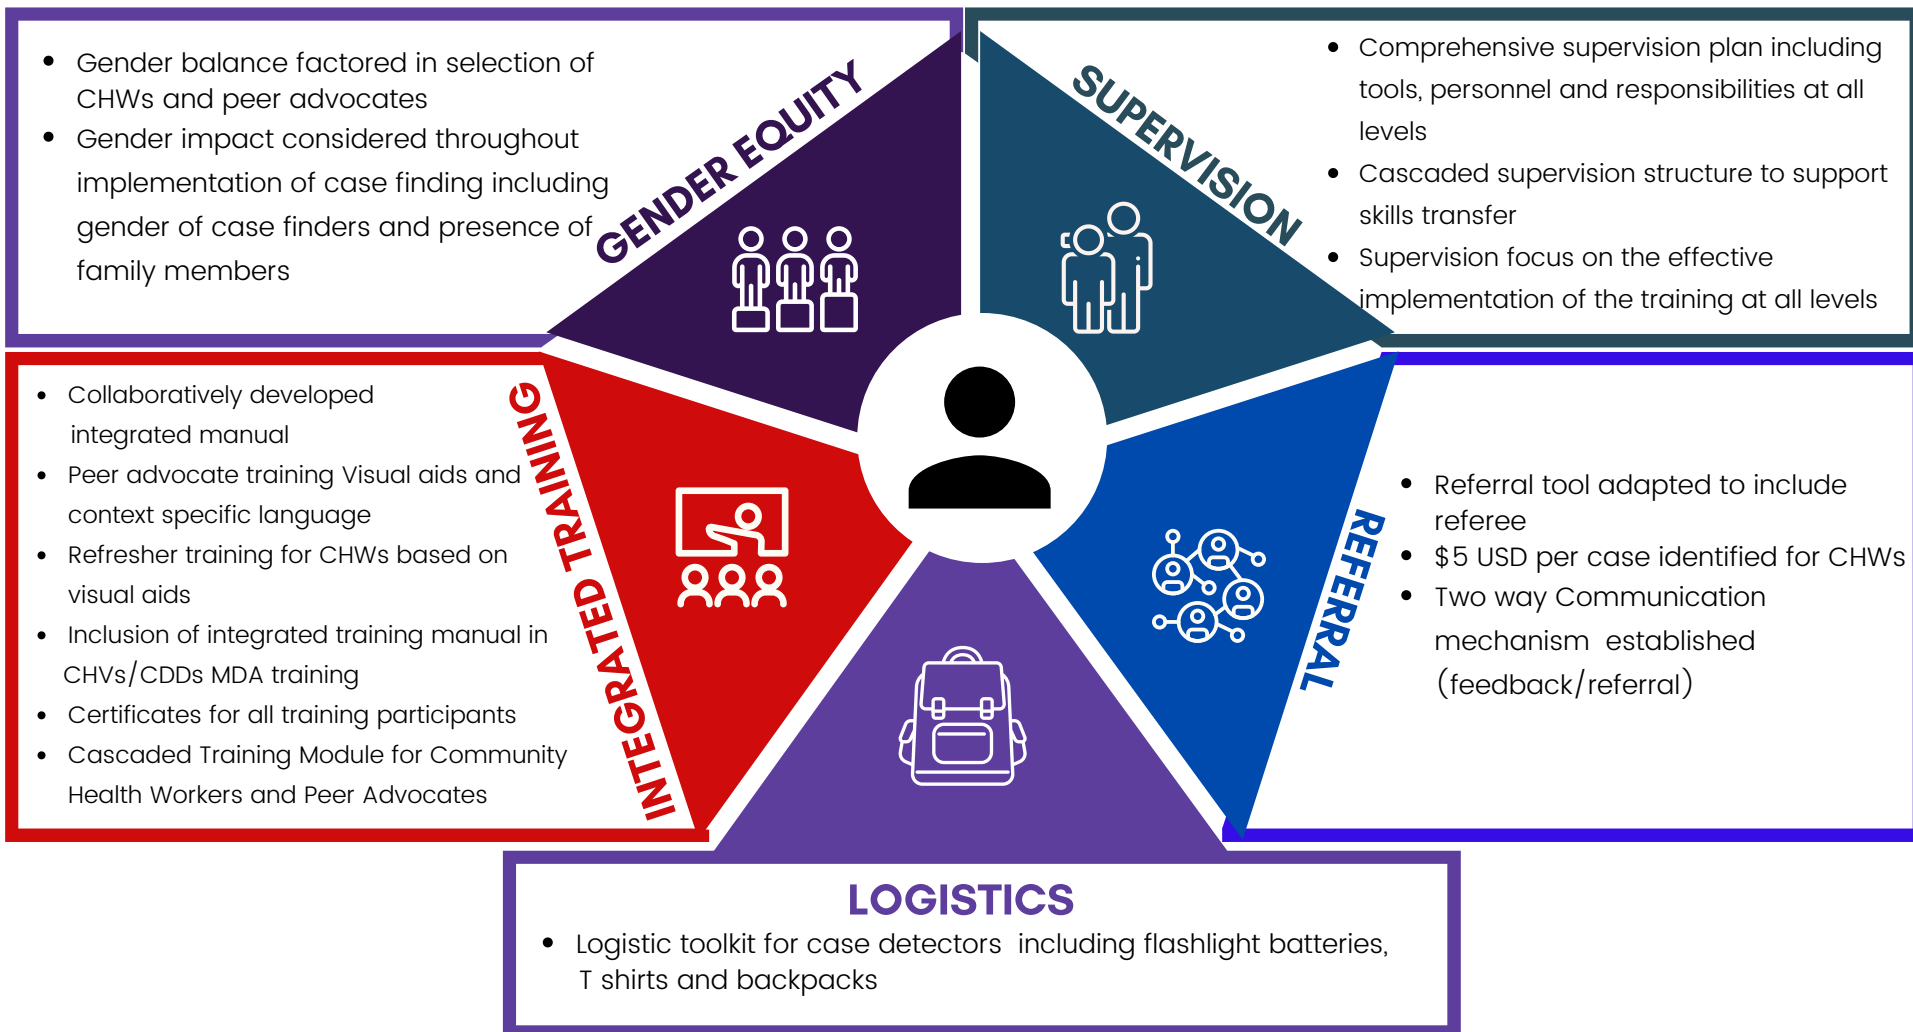 GENDER EQUITY
• Gender balance factored in selection of
CHWs and peer advocates
• Gender impact considered throughout
implementation of case finding including
gender of case finders and presence of
family members
SUPERVISION
• Comprehensive supervision plan including
tools, personnel and responsibilities at all
levels
• Cascaded supervision structure to support
skills transfer
• Supervision focus on the effective
implementation of the training at all levels
INTEGRATED TRAINING
• Collaboratively developed
integrated manual
• Peer advocate training Visual aids and
context specific language
• Refresher training for CHWs based on
visual aids
• Inclusion of integrated training manual in
CHVs/CDDs MDA training
• Certificates for all training participants
• Cascaded Training Module for Community
Health Workers and Peer Advocates
REFERRAL
• Referral tool adapted to include
referee
• $5 USD per case identified for CHWs
• Two way Communication
mechanism established
(feedback/referral)
LOGISTICS
• Logistic toolkit for case detectors including flashlight batteries,
T shirts and backpacks